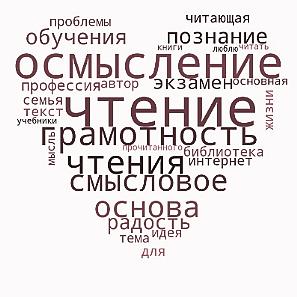 проблемы читающая
обучения познание
книги люблю читать
осмысление
профессия автор экзамен основная
семья чтение
текст
учебники жизни
грамотность
мысль прочитанного библиотека
чтения интернет
смысловое
основа
радость
тема идея
для